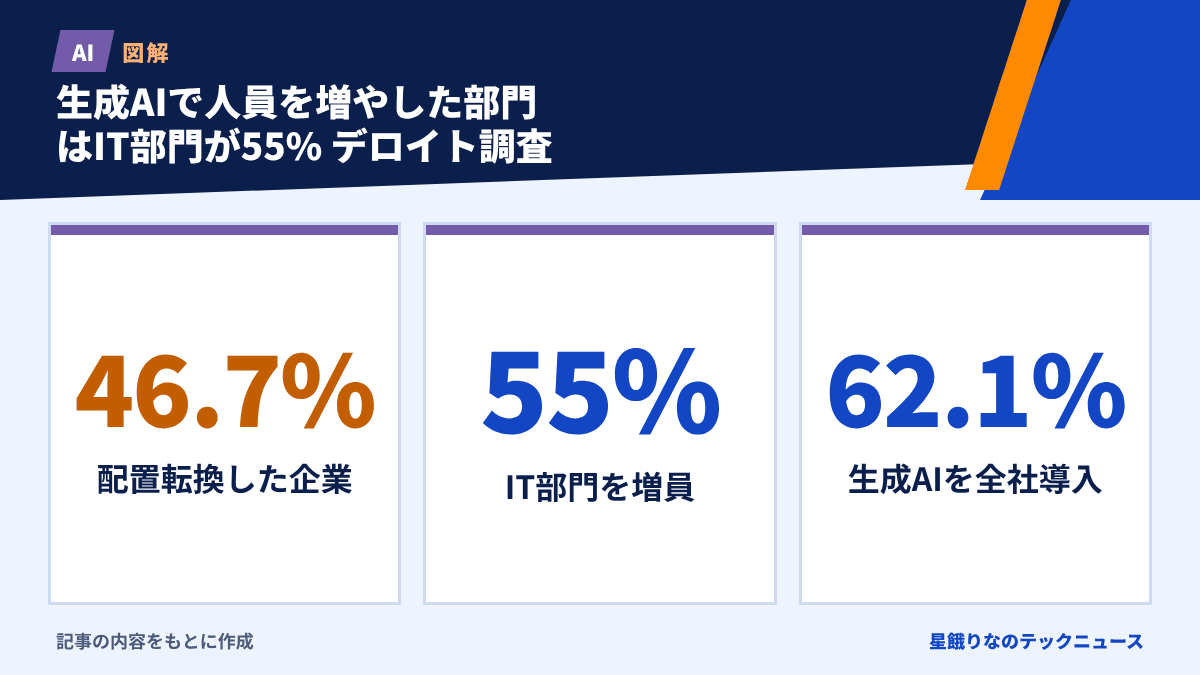 AI 図解
生成AIで人員を増やした部門
はIT部門が55% デロイト調査
46.7%
配置転換した企業
55%
IT部門を増員
62.1%
生成AIを全社導入
記事の内容をもとに作成
星餓りなのテックニュース